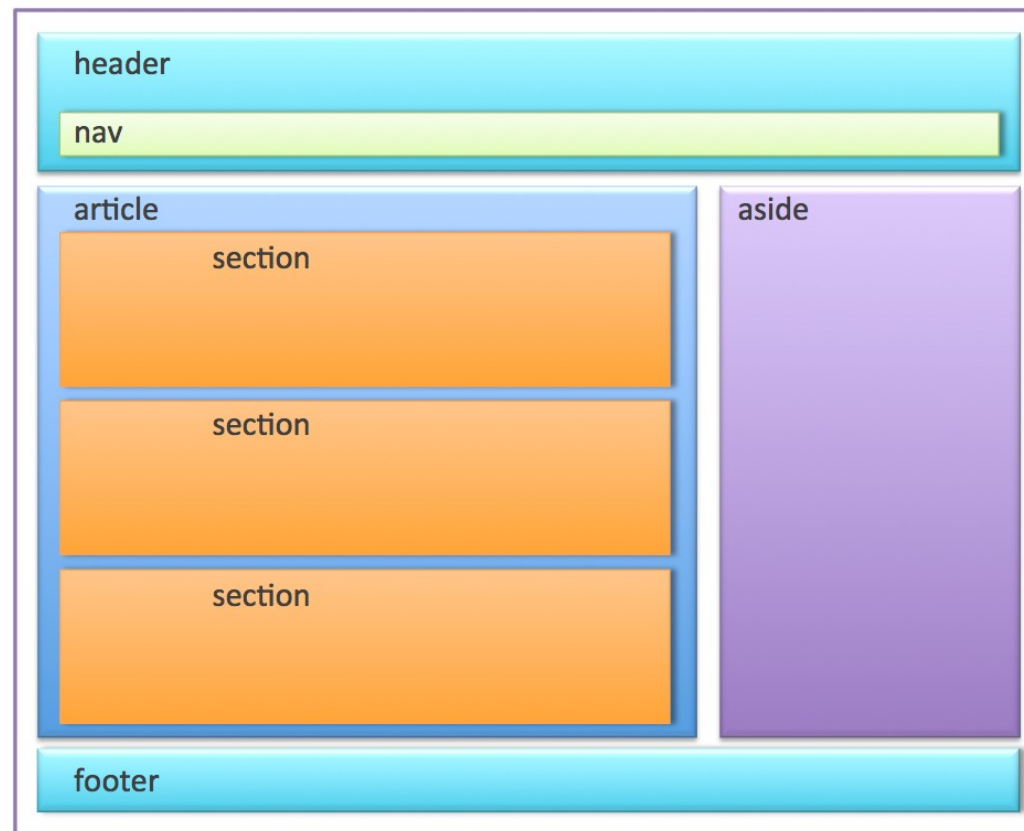 header
nav
article
section
section
section
aside
footer